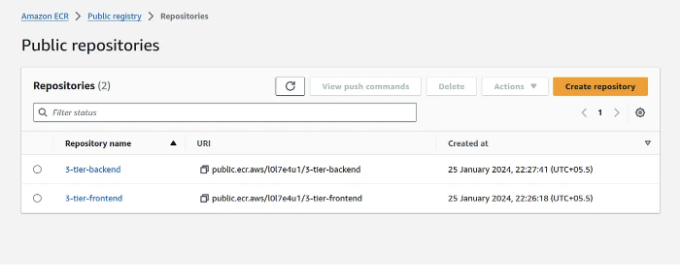 Amazon ECR > Public registry > Repositories
Public repositories
Repositories (2)
View push commands
Delete
Actions
Create repository
Filter status
1
Repository name
URI
Created at
3-tier-backend
public.ecr.aws/l0l7e4u1/3-tier-backend
25 January 2024, 22:27:41 (UTC+05.5)
3-tier-frontend
public.ecr.aws/l0l7e4u1/3-tier-frontend
25 January 2024, 22:26:18 (UTC+05.5)